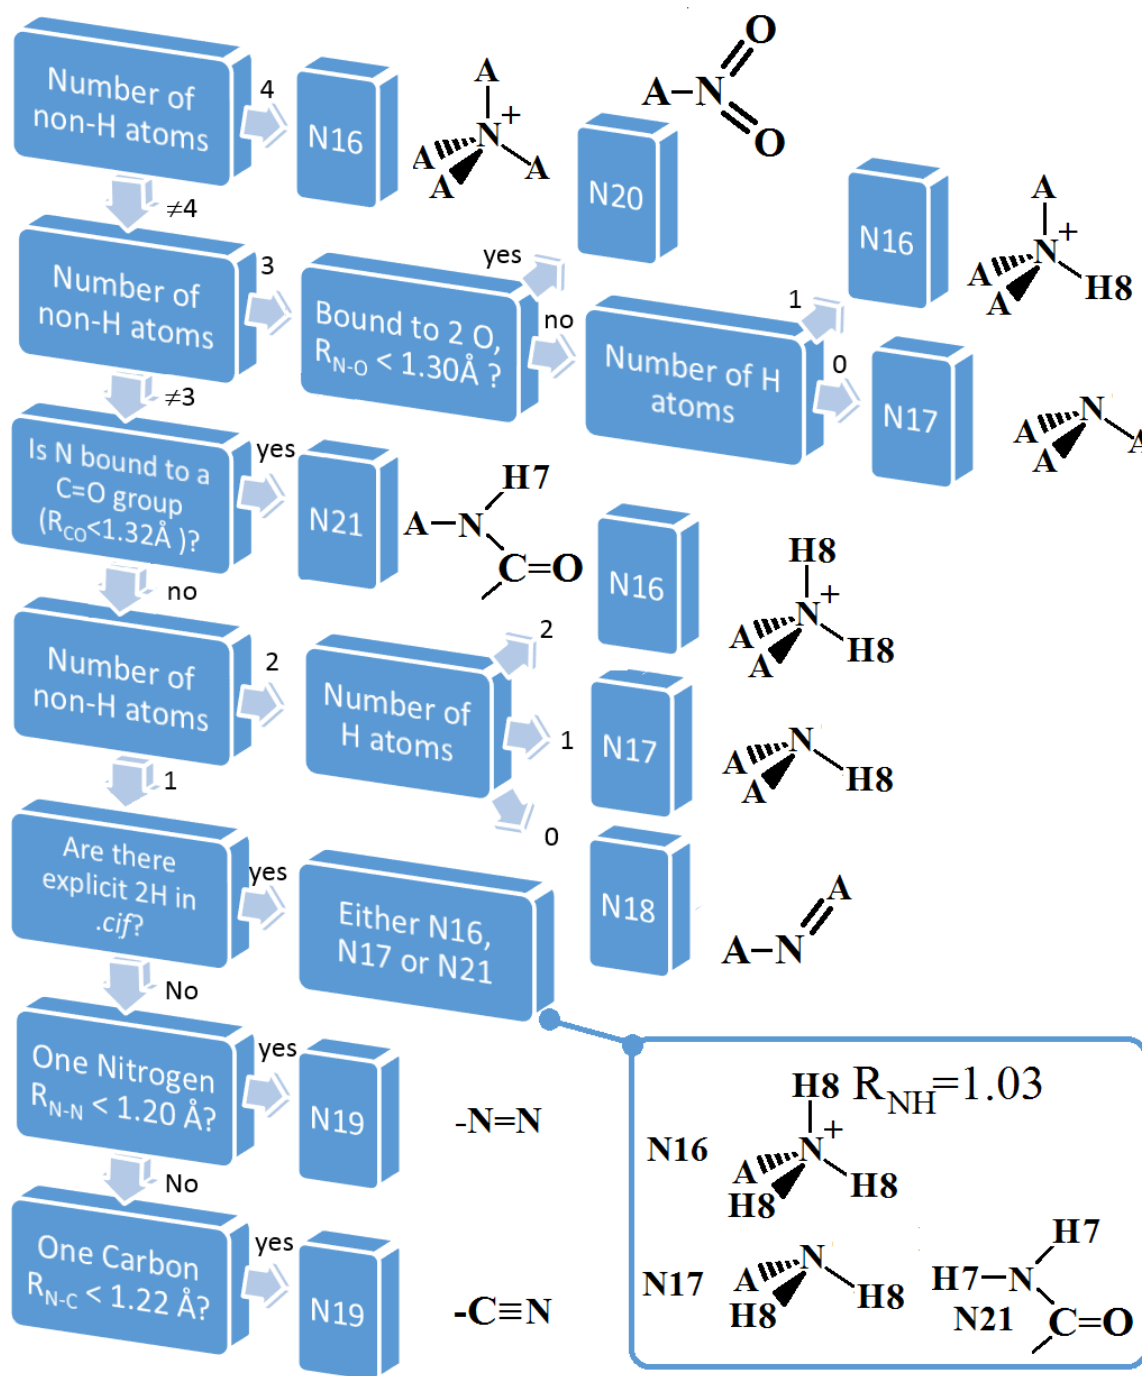 Number of
non-H atoms
4
N16
A
N+
A
A
A
O
A–N
O
N20
≠4
Number of
non-H atoms
3
Bound to 2 O,
RN-O < 1.30Å ?
yes
no
Number of H
atoms
1
N16
A
N+
A
A
H8
0
N17
N
A
A
A
≠3
Is N bound to a
C=O group
(RCO<1.32Å )?
yes
N21
H7
A–N
C=O
no
Number of
non-H atoms
2
Number of
H atoms
2
N16
H8
N+
A
A
H8
1
N17
N
A
A
H8
0
N18
A
A–N
1
Are there
explicit 2H in
.cif?
yes
Either N16,
N17 or N21
No
One Nitrogen
RN-N < 1.20 Å?
yes
N19
-N=N
No
One Carbon
RN-C < 1.22 Å?
yes
N19
-C≡N
H8
RNH=1.03
N16
N+
A
H8
H8
N17
N
A
H8
H8
H7
H7–N
N21
C=O